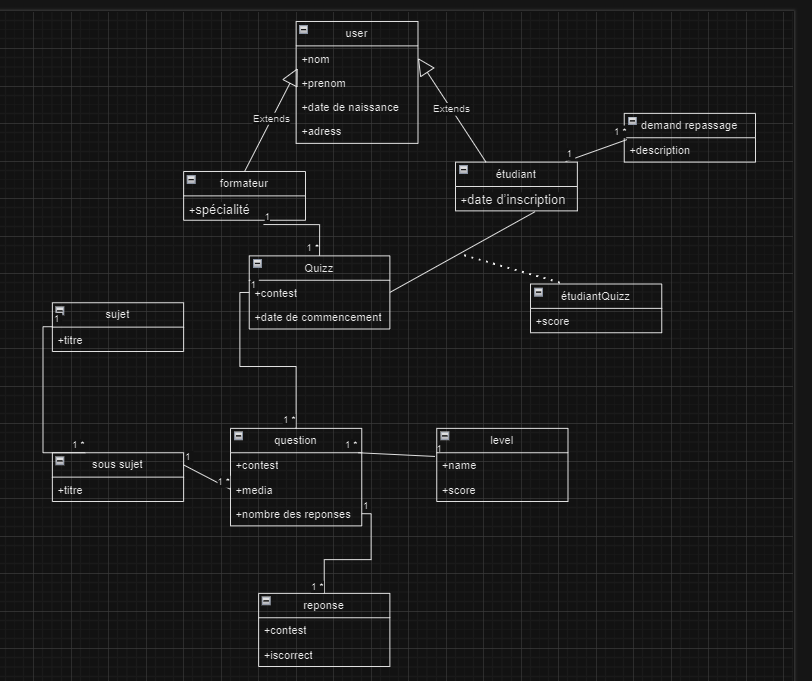 user
+nom
+prenom
+date de naissance
+adress
Extends
Extends
demand repassage
+description
1 *
1
étudiant
+date d'inscription
formateur
+spécialité
1
1 *
Quizz
1
+contest
+date de commencement
étudiantQuizz
+score
sujet
1
+titre
1 *
sous sujet
+titre
1
1 *
1 *
question
1 *
+contest
+media
+nombre des reponses
1
level
1
+name
+score
1 *
reponse
+contest
+iscorrect